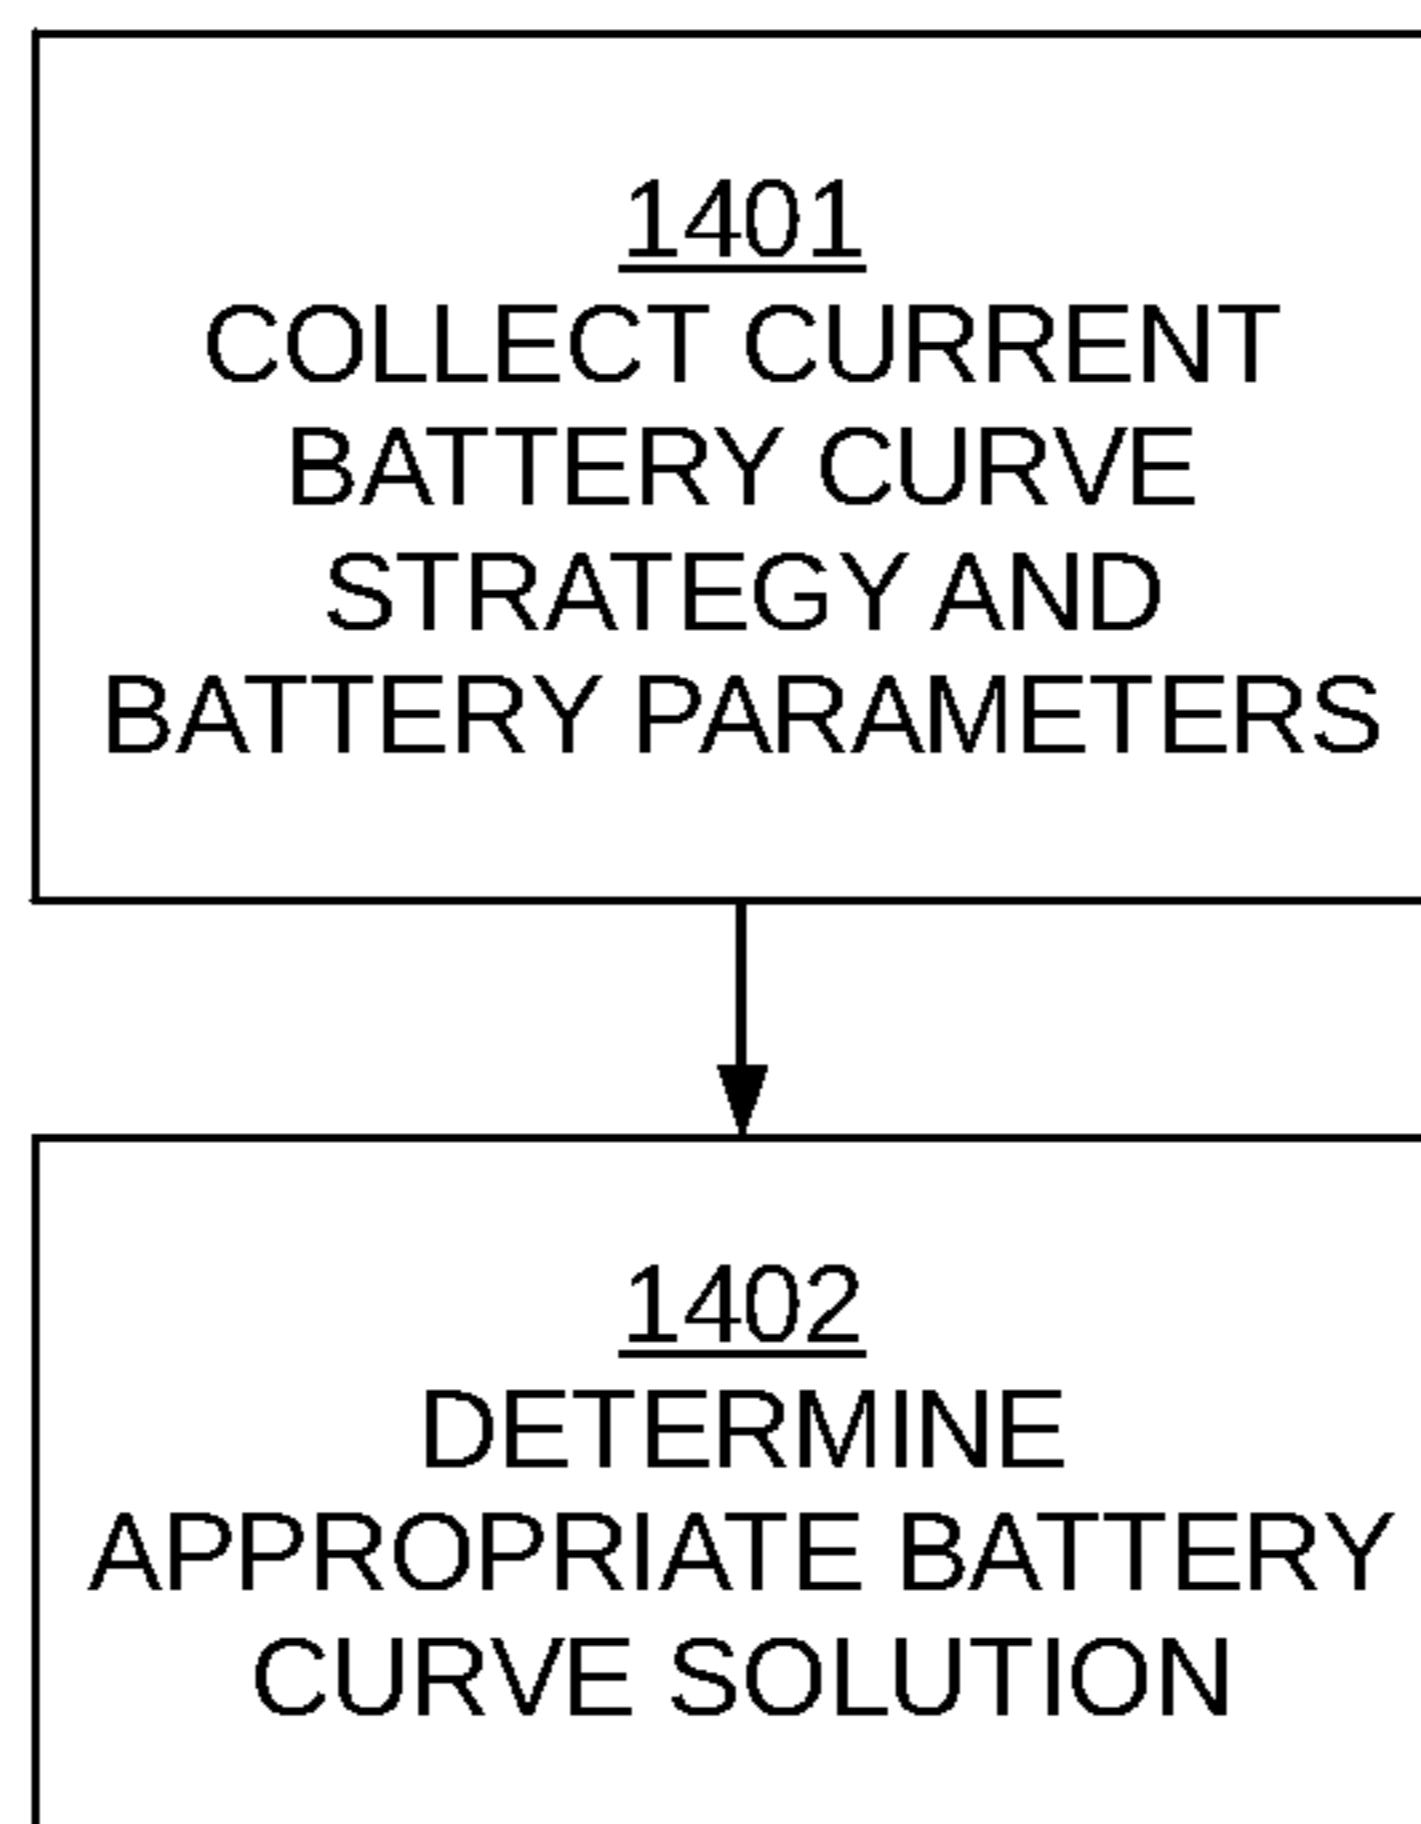 1401
COLLECT CURRENT
BATTERY CURVE
STRATEGY AND
BATTERY PARAMETERS
1402
DETERMINE
APPROPRIATE BATTERY
CURVE SOLUTION